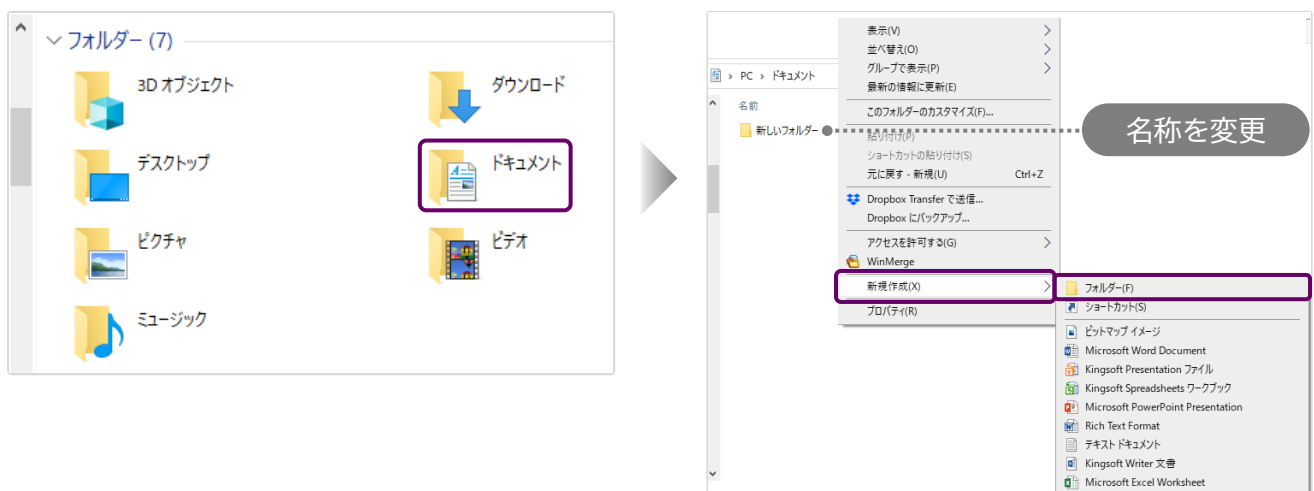 フォルダー (7)
3D オブジェクト
ダウンロード
デスクトップ
ドキュメント
ピクチャ
ビデオ
ミュージック
PC › ドキュメント
名前
新しいフォルダー
名称を変更
表示(V)
並べ替え(O)
グループで表示(P)
最新の情報に更新(E)
このフォルダーのカスタマイズ(F)...
貼り付け(P)
ショートカットの貼り付け(S)
元に戻す - 新規(U) Ctrl+Z
Dropbox Transfer で送信...
Dropbox にバックアップ...
アクセスを許可する(G)
WinMerge
新規作成(X)
プロパティ(R)
フォルダー(F)
ショートカット(S)
ビットマップ イメージ
Microsoft Word Document
Kingsoft Presentation ファイル
Kingsoft Spreadsheets ワークブック
Microsoft PowerPoint Presentation
Rich Text Format
テキスト ドキュメント
Kingsoft Writer 文書
Microsoft Excel Worksheet